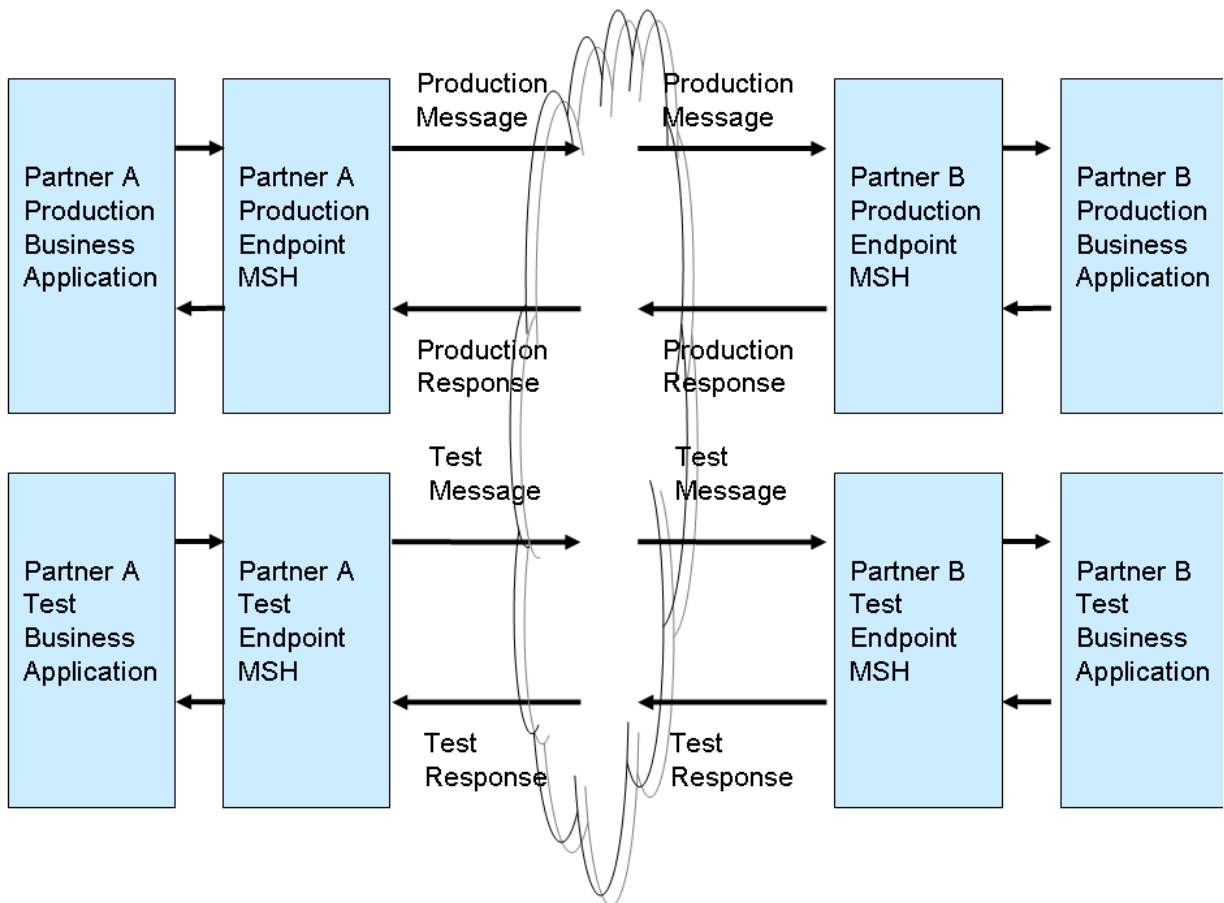 Production
Message
Production
Message
Partner A
Production
Business
Application
Partner A
Production
Endpoint
MSH
Partner B
Production
Endpoint
MSH
Partner B
Production
Business
Application
Production
Response
Production
Response
Test
Message
Test
Message
Partner A
Test
Business
Application
Partner A
Test
Endpoint
MSH
Partner B
Test
Endpoint
MSH
Partner B
Test
Business
Application
Test
Response
Test
Response